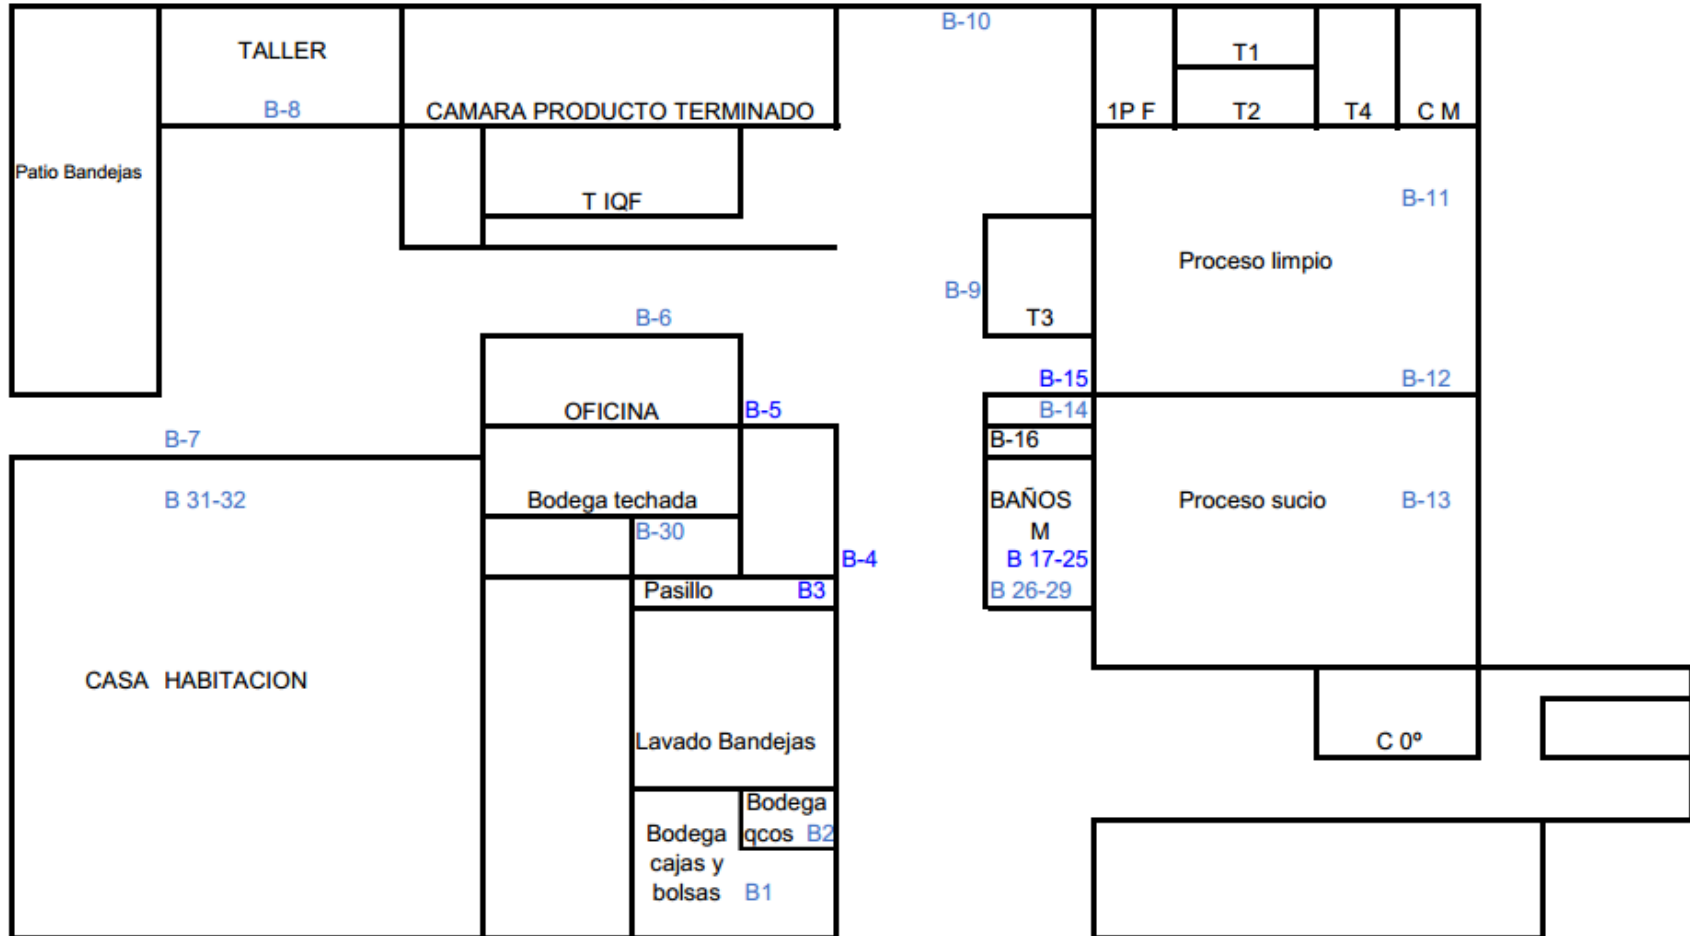 B-10
TALLER
T1
B-8
CAMARA PRODUCTO TERMINADO
1P F
T2
T4
C M
Patio Bandejas
T IQF
B-11
Proceso limpio
B-9
T3
B-6
B-15
B-12
OFICINA
B-5
B-14
B-7
B-16
B 31-32
Bodega techada
BAÑOS
M
Proceso sucio
B-13
B-30
B-4
B 17-25
Pasillo
B3
B 26-29
CASA HABITACION
Lavado Bandejas
C 0º
Bodega
qcos B2
Bodega
cajas y
bolsas B1